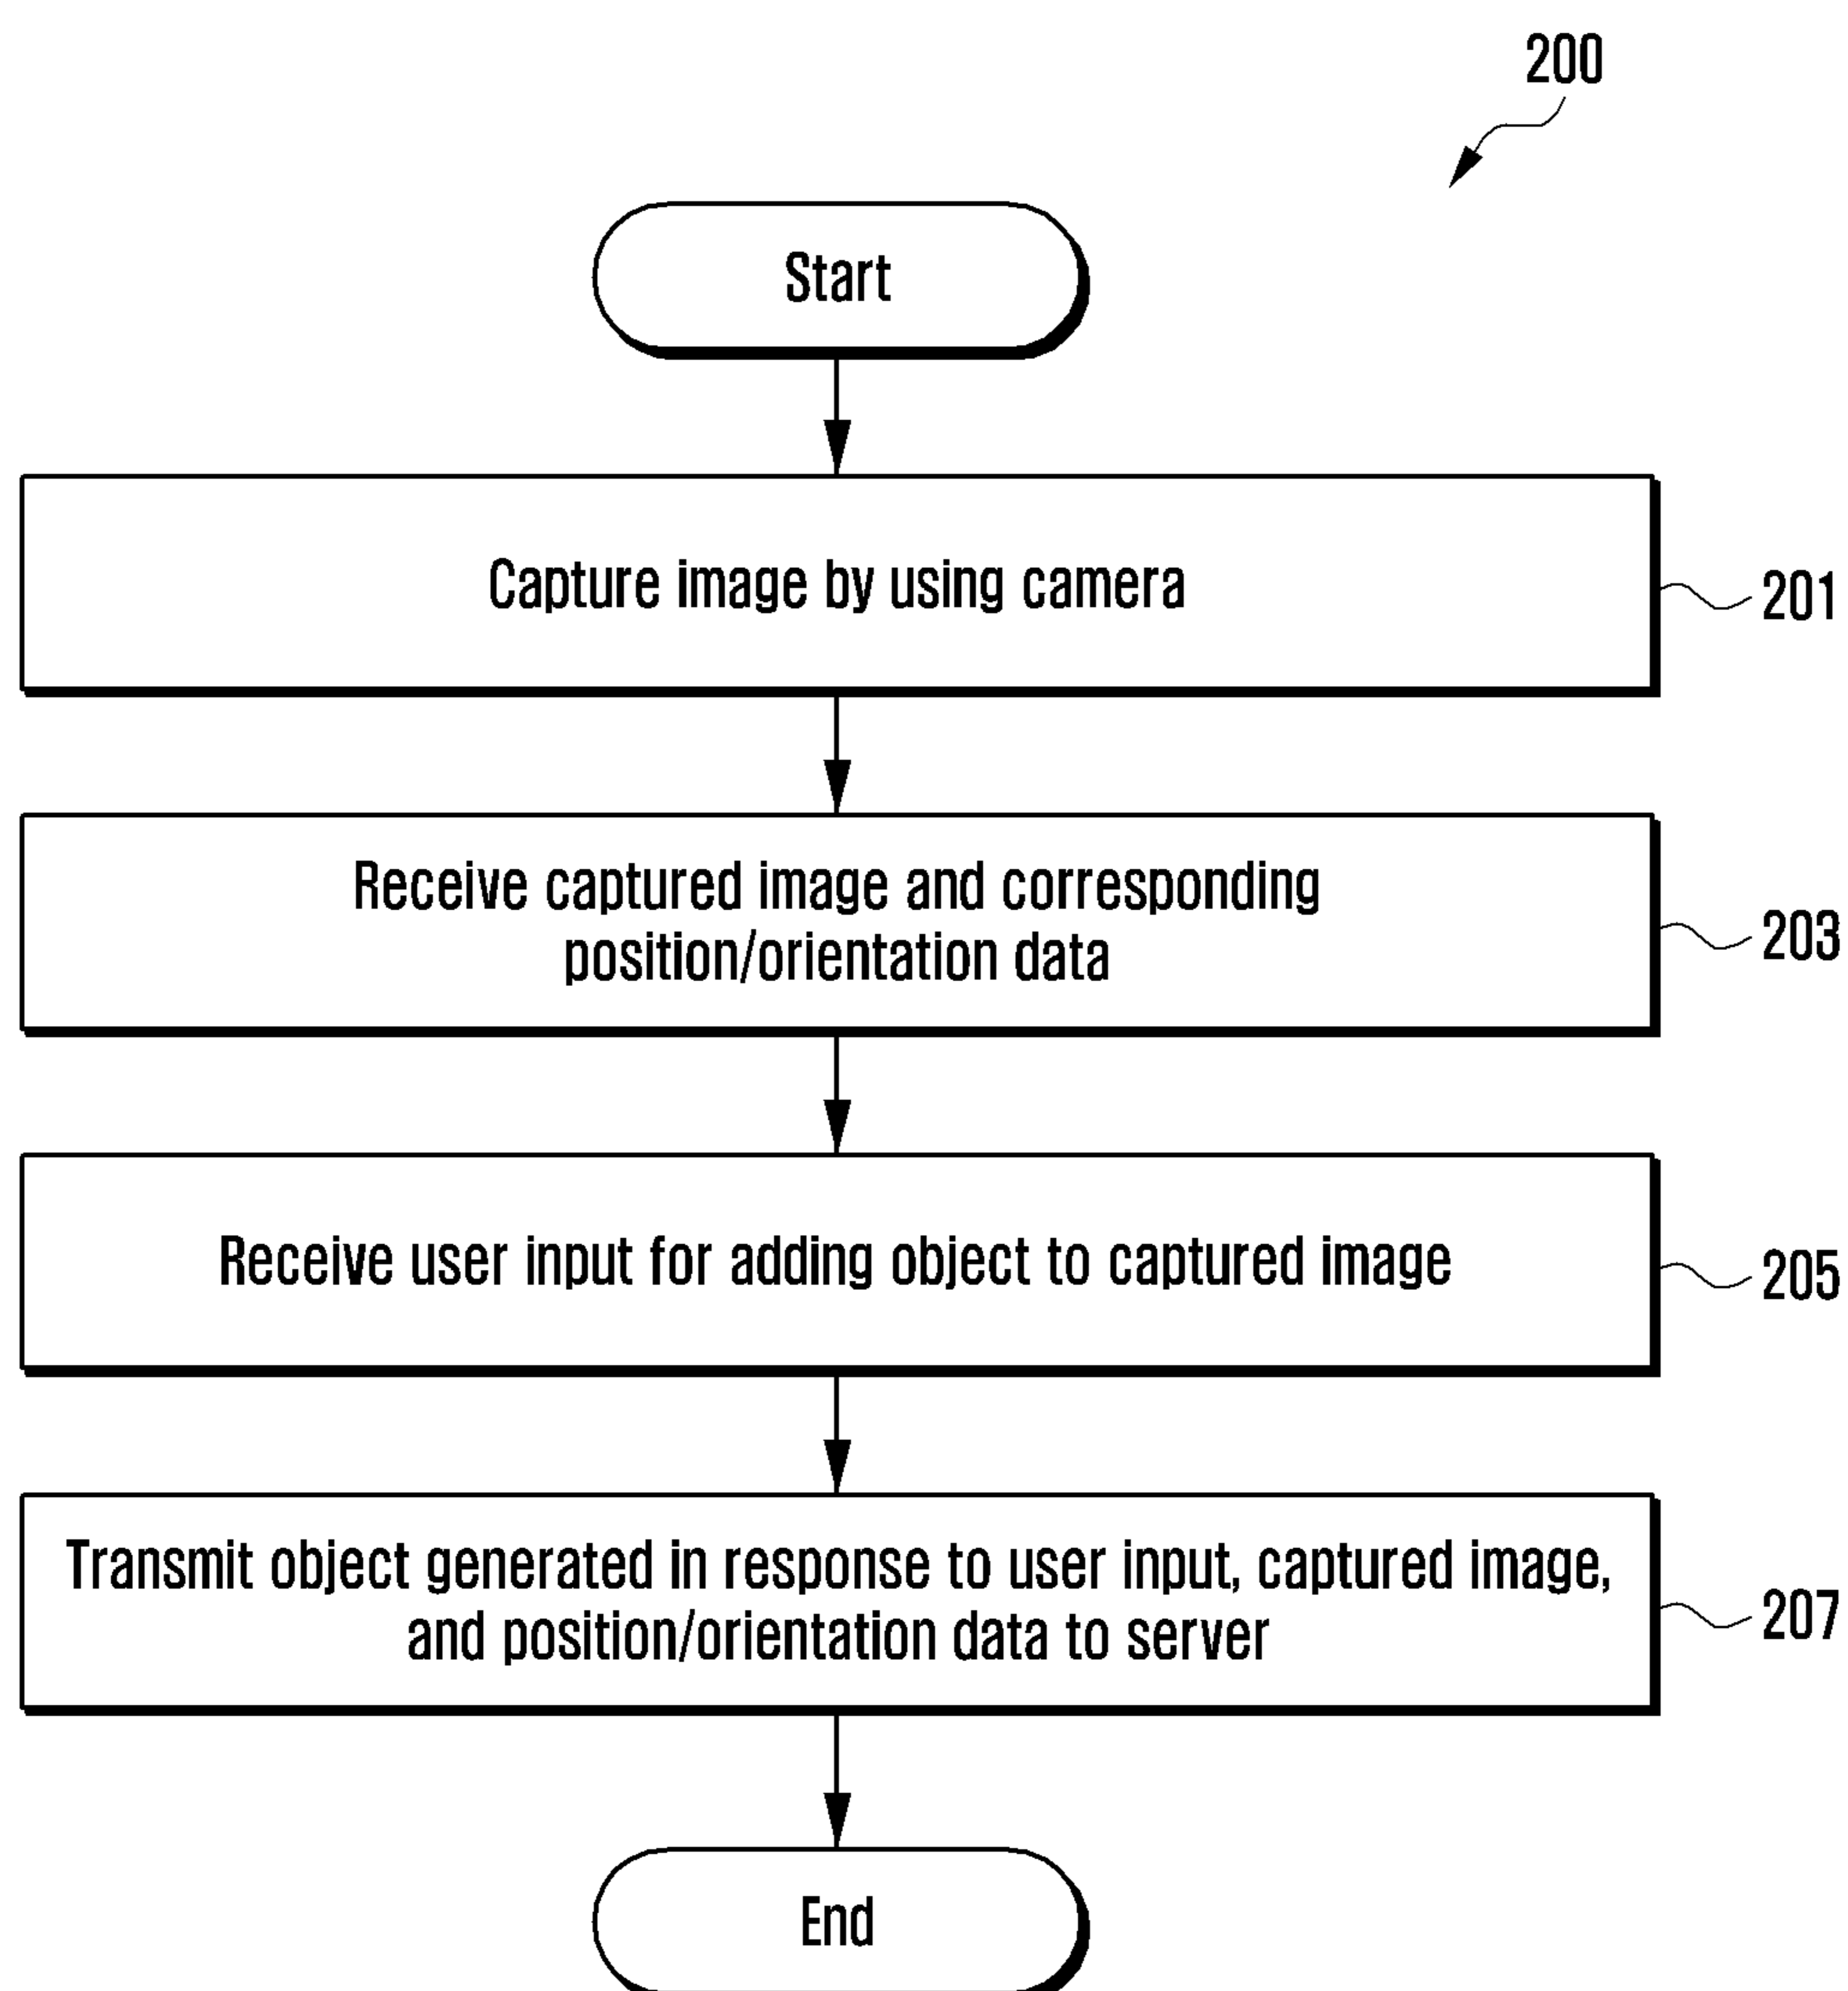 200
Start
Capture image by using camera
201
Receive captured image and corresponding
position/orientation data
203
Receive user input for adding object to captured image
205
Transmit object generated in response to user input, captured image,
and position/orientation data to server
207
End